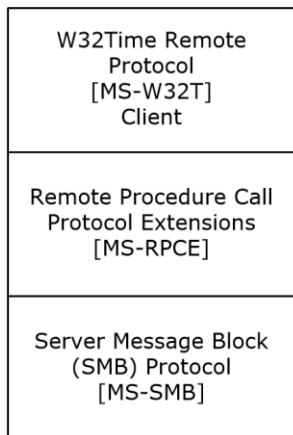 W32Time Remote
Protocol
[MS-W32T]
Client
Remote Procedure Call
Protocol Extensions
[MS-RPCE]
Server Message Block
(SMB) Protocol
[MS-SMB]